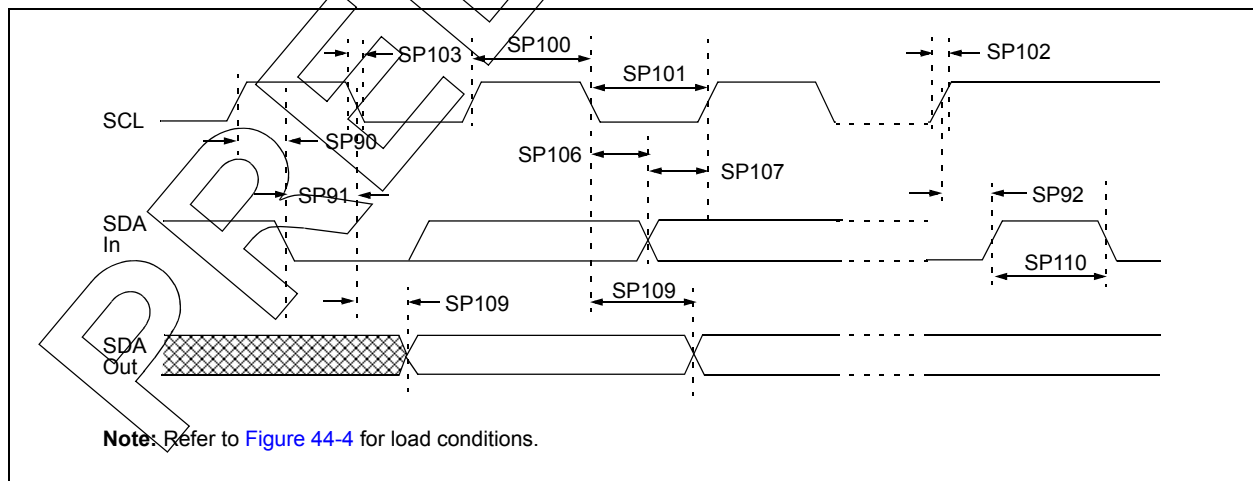 SP103
SP100
SP101
SP102
SCL
SP90
SP106
SP107
SP91
SP92
SDA
In
SP110
SP109
SP109
SDA
Out
Note: Refer to Figure 44-4 for load conditions.
PREL